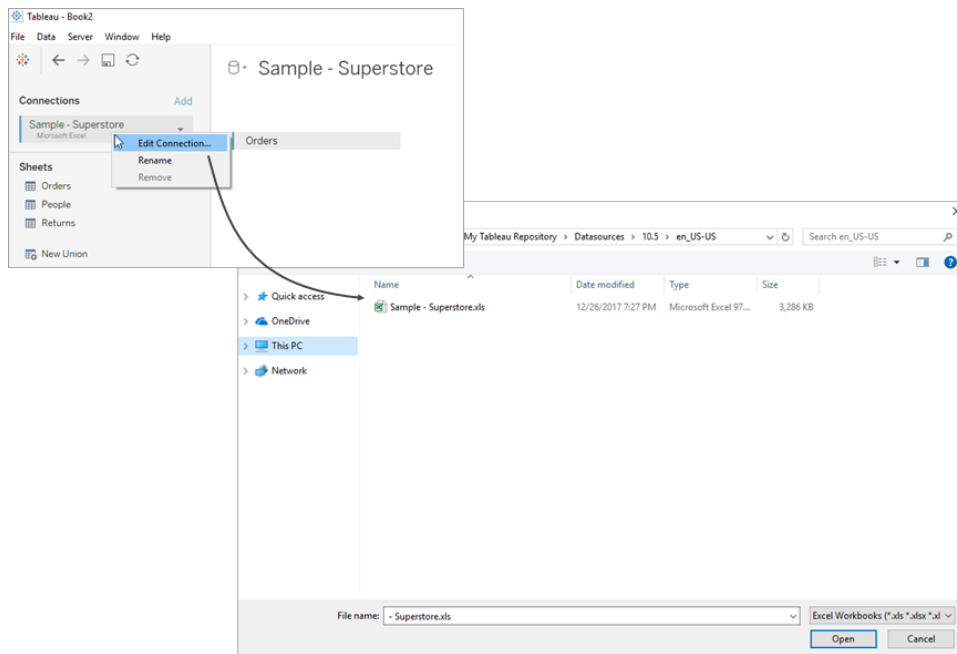 Tableau - Book2
File Data Server Window Help
Sample - Superstore
Connections Add
Sample - Superstore
Microsoft Excel
Edit Connection...
Rename
Remove
Orders
Sheets
Orders
People
Returns
New Union
My Tableau Repository > Datasources > 10.5 > en_US-US
Search en_US-US
Name Date modified Type Size
Quick access
OneDrive
This PC
Network
Sample - Superstore.xls 12/26/2017 7:27 PM Microsoft Excel 97... 3,286 KB
File name: - Superstore.xls Excel Workbooks (*.xls *.xlsx *.xl
Open Cancel